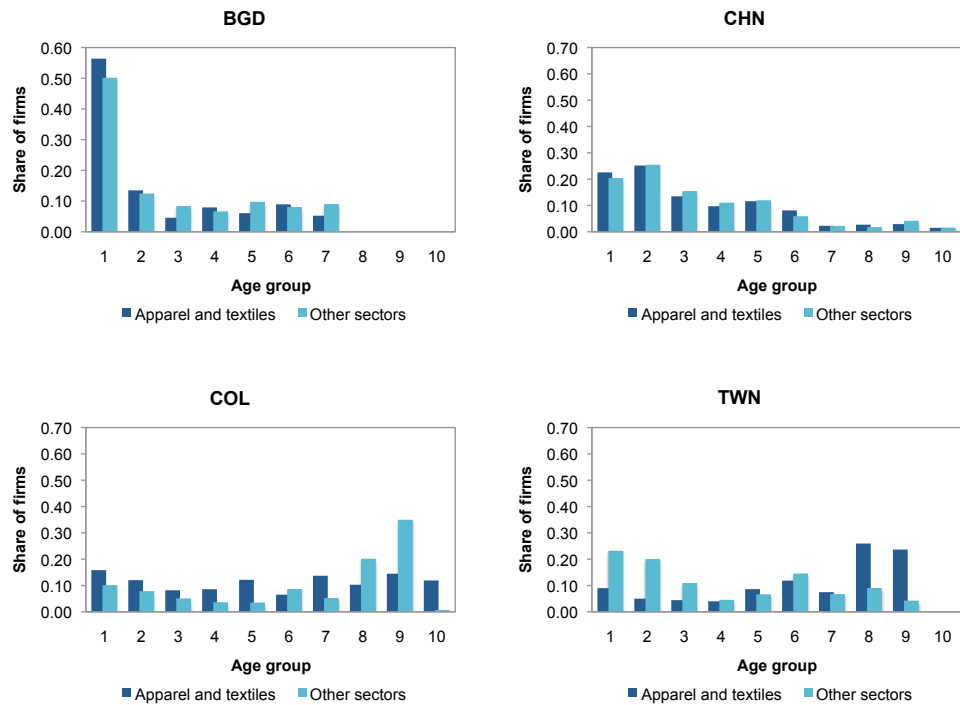 BGD
Share of firms
0.60
0.50
0.40
0.30
0.20
0.10
0.00
1 2 3 4 5 6 7 8 9 10
Age group
Apparel and textiles Other sectors
CHN
Share of firms
0.70
0.60
0.50
0.40
0.30
0.20
0.10
0.00
1 2 3 4 5 6 7 8 9 10
Age group
Apparel and textiles Other sectors
COL
Share of firms
0.70
0.60
0.50
0.40
0.30
0.20
0.10
0.00
1 2 3 4 5 6 7 8 9 10
Age group
Apparel and textiles Other sectors
TWN
Share of firms
0.70
0.60
0.50
0.40
0.30
0.20
0.10
0.00
1 2 3 4 5 6 7 8 9 10
Age group
Apparel and textiles Other sectors